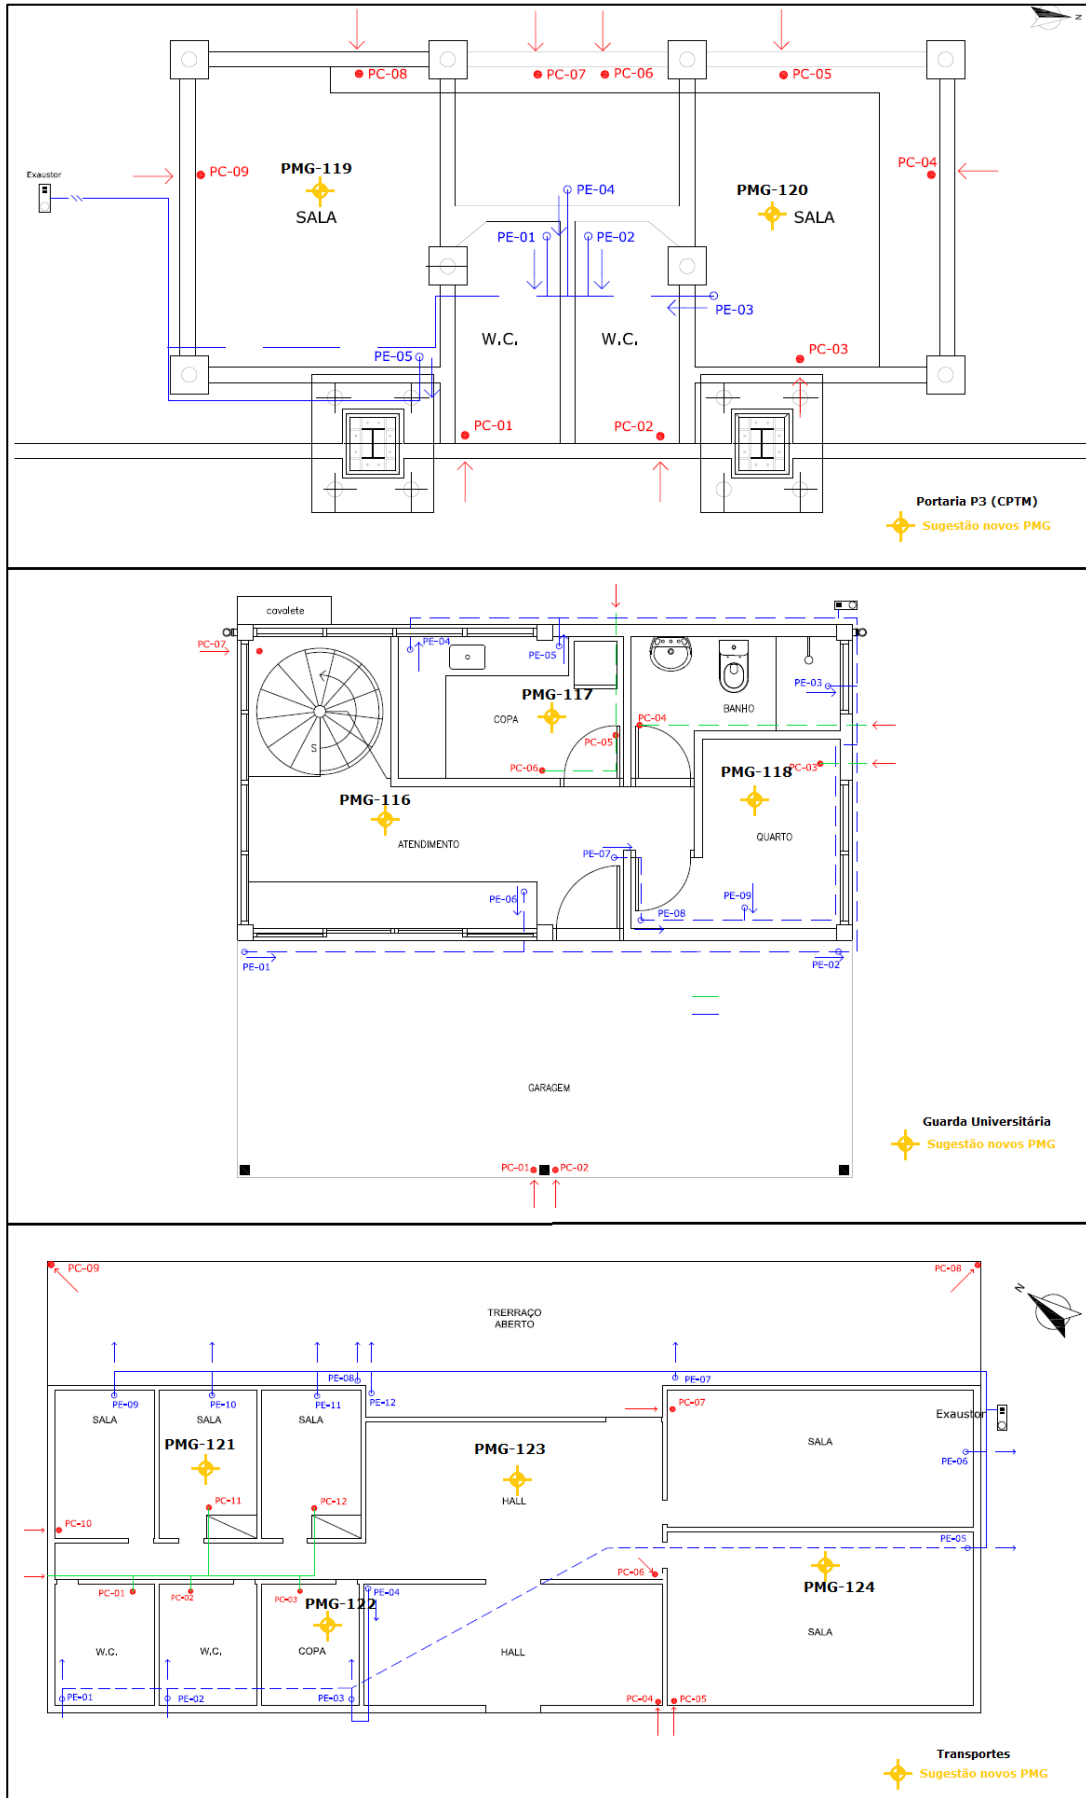 N
PC-08
PC-07
PC-06
PC-05
Exaustor
PC-09
PMG-119
SALA
PE-04
PMG-120
SALA
PC-04
PE-01
PE-02
PE-03
W.C.
W.C.
PE-05
PC-03
PC-01
PC-02
Portaria P3 (CPTM)
Sugestão novos PMG
cavalete
PC-07
PE-04
PE-05
PMG-117
COPA
S
BANHO
PE-03
PC-04
PC-05
PC-06
PMG-118
PC-03
PMG-116
ATENDIMENTO
QUARTO
PE-07
PE-06
PE-09
PE-08
PE-01
PE-02
GARAGEM
Guarda Universitária
Sugestão novos PMG
PC-01
PC-02
PC-09
PC-08
N
TRERRAÇO
ABERTO
PE-08
PE-07
PE-09
PE-10
PE-11
PE-12
SALA
SALA
SALA
PC-07
Exaustor
PMG-121
PMG-123
SALA
PE-06
HALL
PC-11
PC-12
PC-10
PE-05
PC-06
PMG-124
PC-01
PC-02
PC-03
PE-04
PMG-122
SALA
W.C.
W.C.
COPA
HALL
PE-01
PE-02
PE-03
PC-04
PC-05
Transportes
Sugestão novos PMG